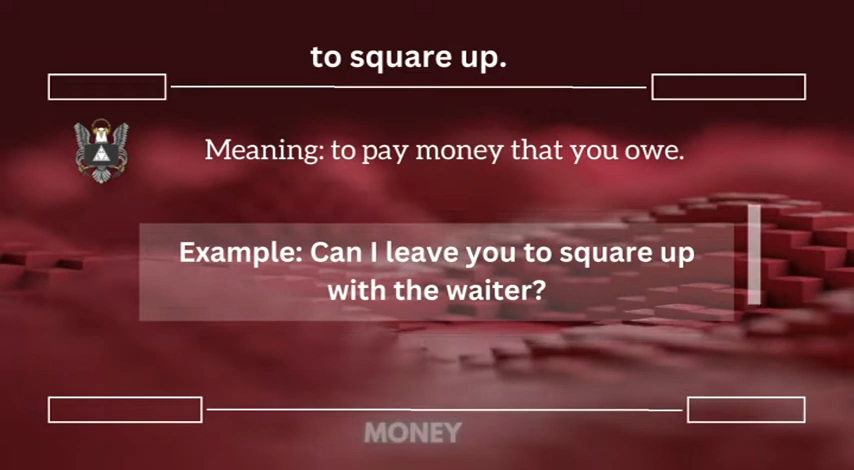 to square up.
Meaning: to pay money that you owe.
Example: Can I leave you to square up
with the waiter?
MONEY